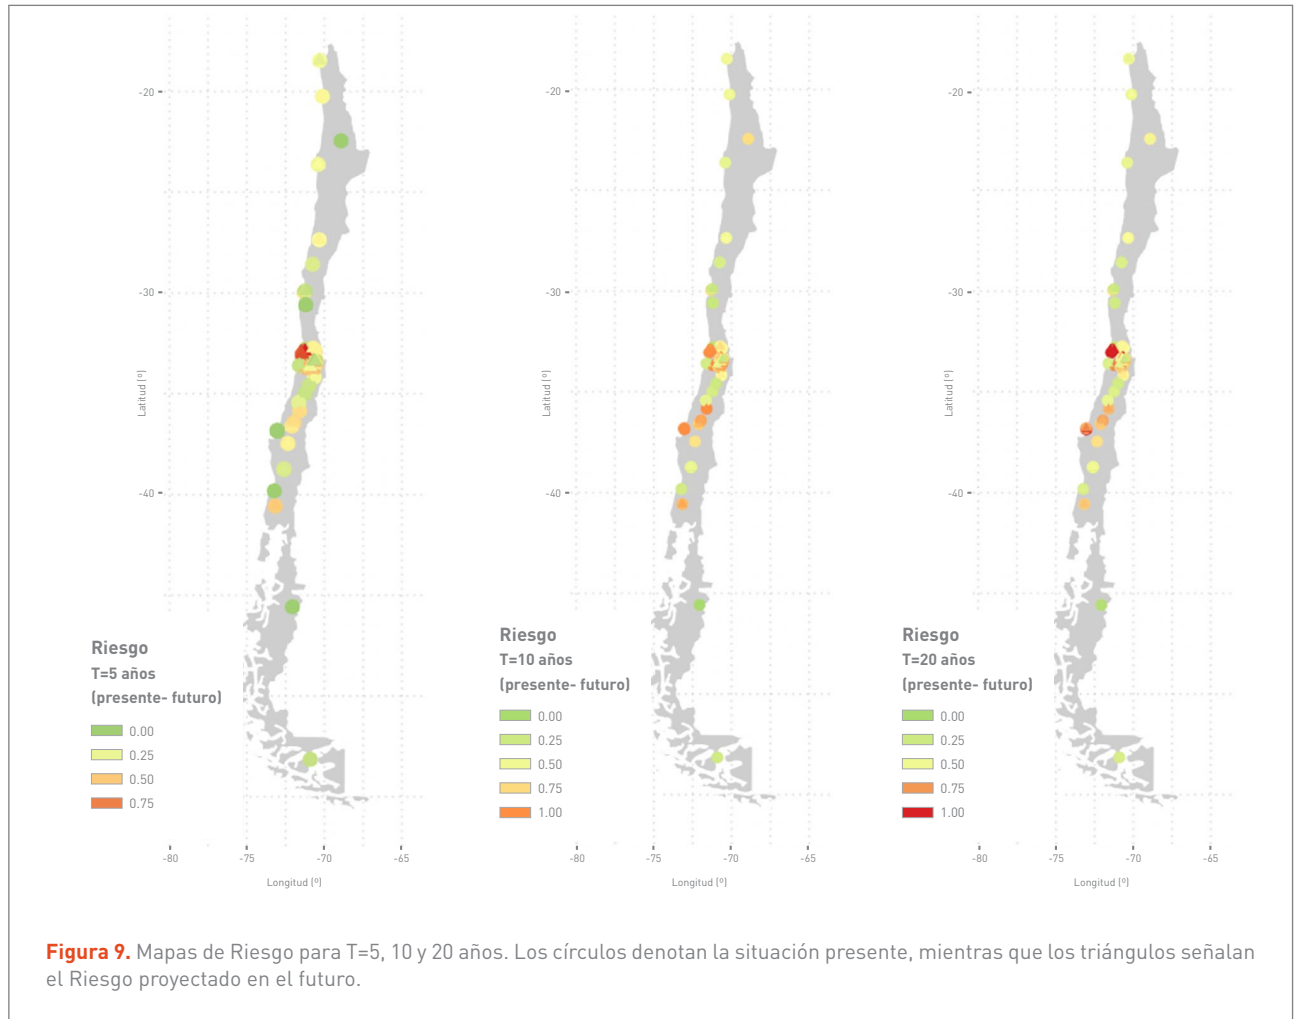 -20
-30
-40
Latitud (º)
Riesgo
T=5 años
(presente- futuro)
0.00
0.25
0.50
0.75
-80
-75
-70
-65
Longitud (º)
-20
-30
-40
Latitud (º)
Riesgo
T=10 años
(presente- futuro)
0.00
0.25
0.50
0.75
1.00
-80
-75
-70
-65
Longitud (º)
-20
-30
-40
Latitud (º)
Riesgo
T=20 años
(presente- futuro)
0.00
0.25
0.50
0.75
1.00
-80
-75
-70
-65
Longitud (º)
Figura 9. Mapas de Riesgo para T=5, 10 y 20 años. Los círculos denotan la situación presente, mientras que los triángulos señalan
el Riesgo proyectado en el futuro.